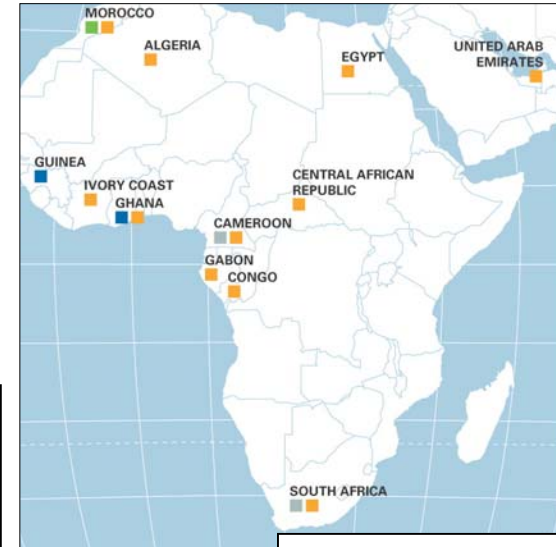 MOROCCO
ALGERIA
EGYPT
UNITED ARAB
EMIRATES
GUINEA
IVORY COAST
GHANA
CENTRAL AFRICAN
REPUBLIC
CAMEROON
GABON
CONGO
SOUTH AFRICA